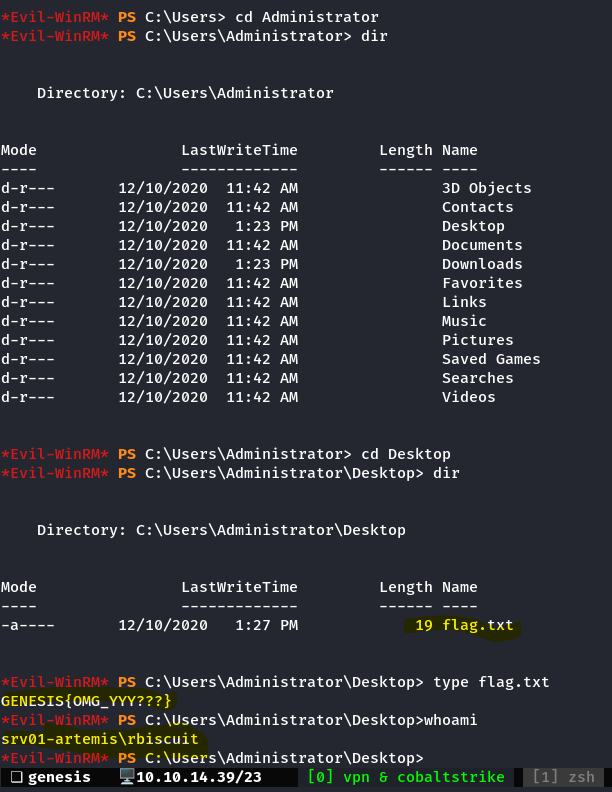 *Evil-WinRM* PS C:\Users> cd Administrator
*Evil-WinRM* PS C:\Users\Administrator> dir
Directory: C:\Users\Administrator
Mode LastWriteTime Length Name
---- ------------- ------ ----
d-r--- 12/10/2020 11:42 AM 3D Objects
d-r--- 12/10/2020 11:42 AM Contacts
d-r--- 12/10/2020 1:23 PM Desktop
d-r--- 12/10/2020 11:42 AM Documents
d-r--- 12/10/2020 1:23 PM Downloads
d-r--- 12/10/2020 11:42 AM Favorites
d-r--- 12/10/2020 11:42 AM Links
d-r--- 12/10/2020 11:42 AM Music
d-r--- 12/10/2020 11:42 AM Pictures
d-r--- 12/10/2020 11:42 AM Saved Games
d-r--- 12/10/2020 11:42 AM Searches
d-r--- 12/10/2020 11:42 AM Videos
*Evil-WinRM* PS C:\Users\Administrator> cd Desktop
*Evil-WinRM* PS C:\Users\Administrator\Desktop> dir
Directory: C:\Users\Administrator\Desktop
Mode LastWriteTime Length Name
---- ------------- ------ ----
-a---- 12/10/2020 1:27 PM 19 flag.txt
*Evil-WinRM* PS C:\Users\Administrator\Desktop> type flag.txt
GENESIS{OMG_YYY???}
*Evil-WinRM* PS C:\Users\Administrator\Desktop>whoami
srv01-artemis\rbiscuit
*Evil-WinRM* PS C:\Users\Administrator\Desktop>
genesis 10.10.14.39/23 [0] vpn & cobaltstrike [1] zsh